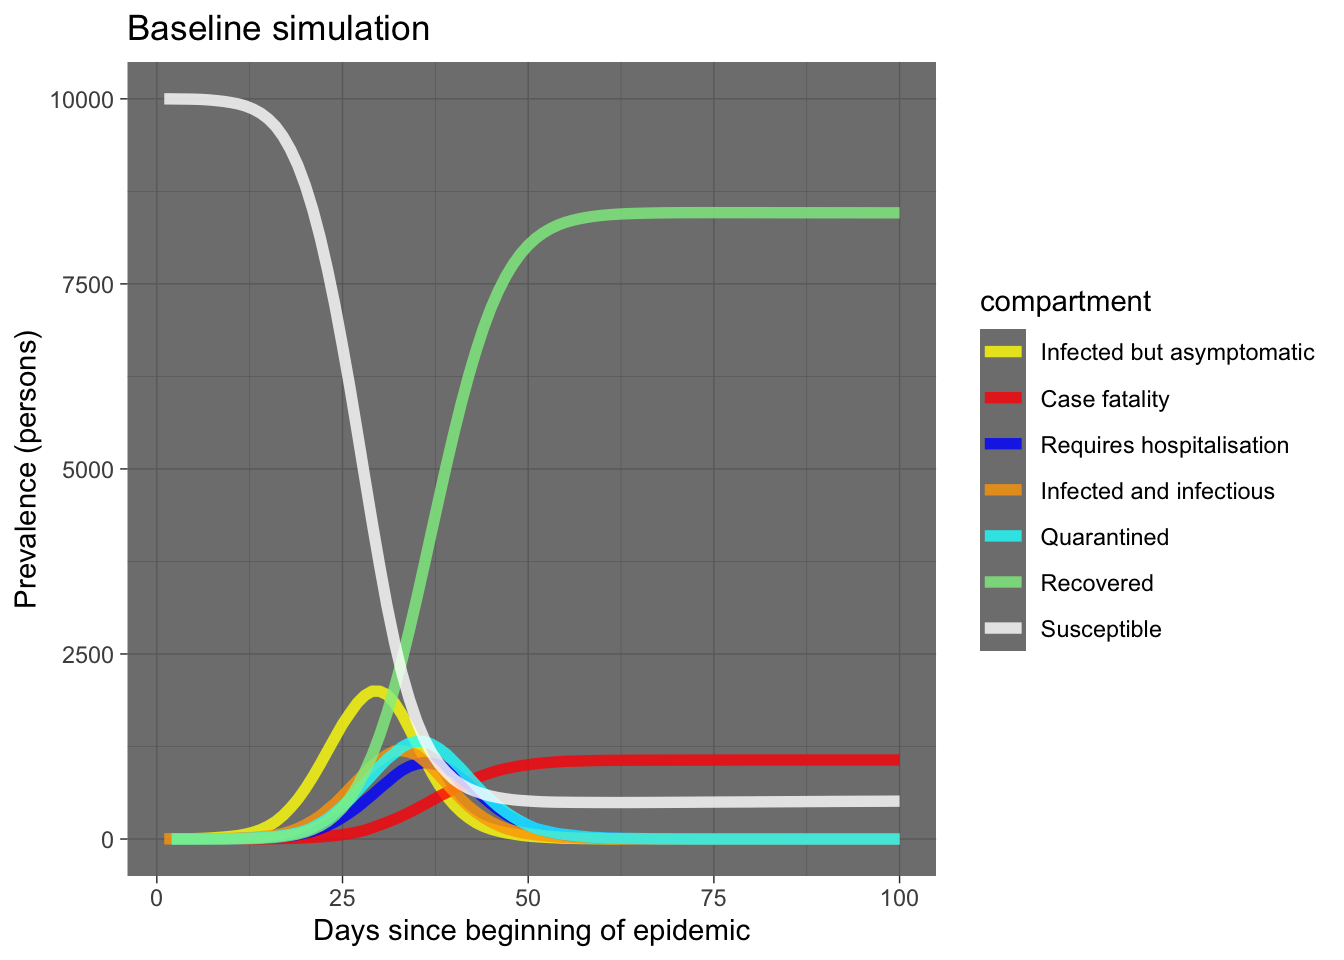 Baseline simulation
Prevalence (persons)
10000
7500
5000
2500
0
0 25 50 75 100
Days since beginning of epidemic
compartment
Infected but asymptomatic
Case fatality
Requires hospitalisation
Infected and infectious
Quarantined
Recovered
Susceptible